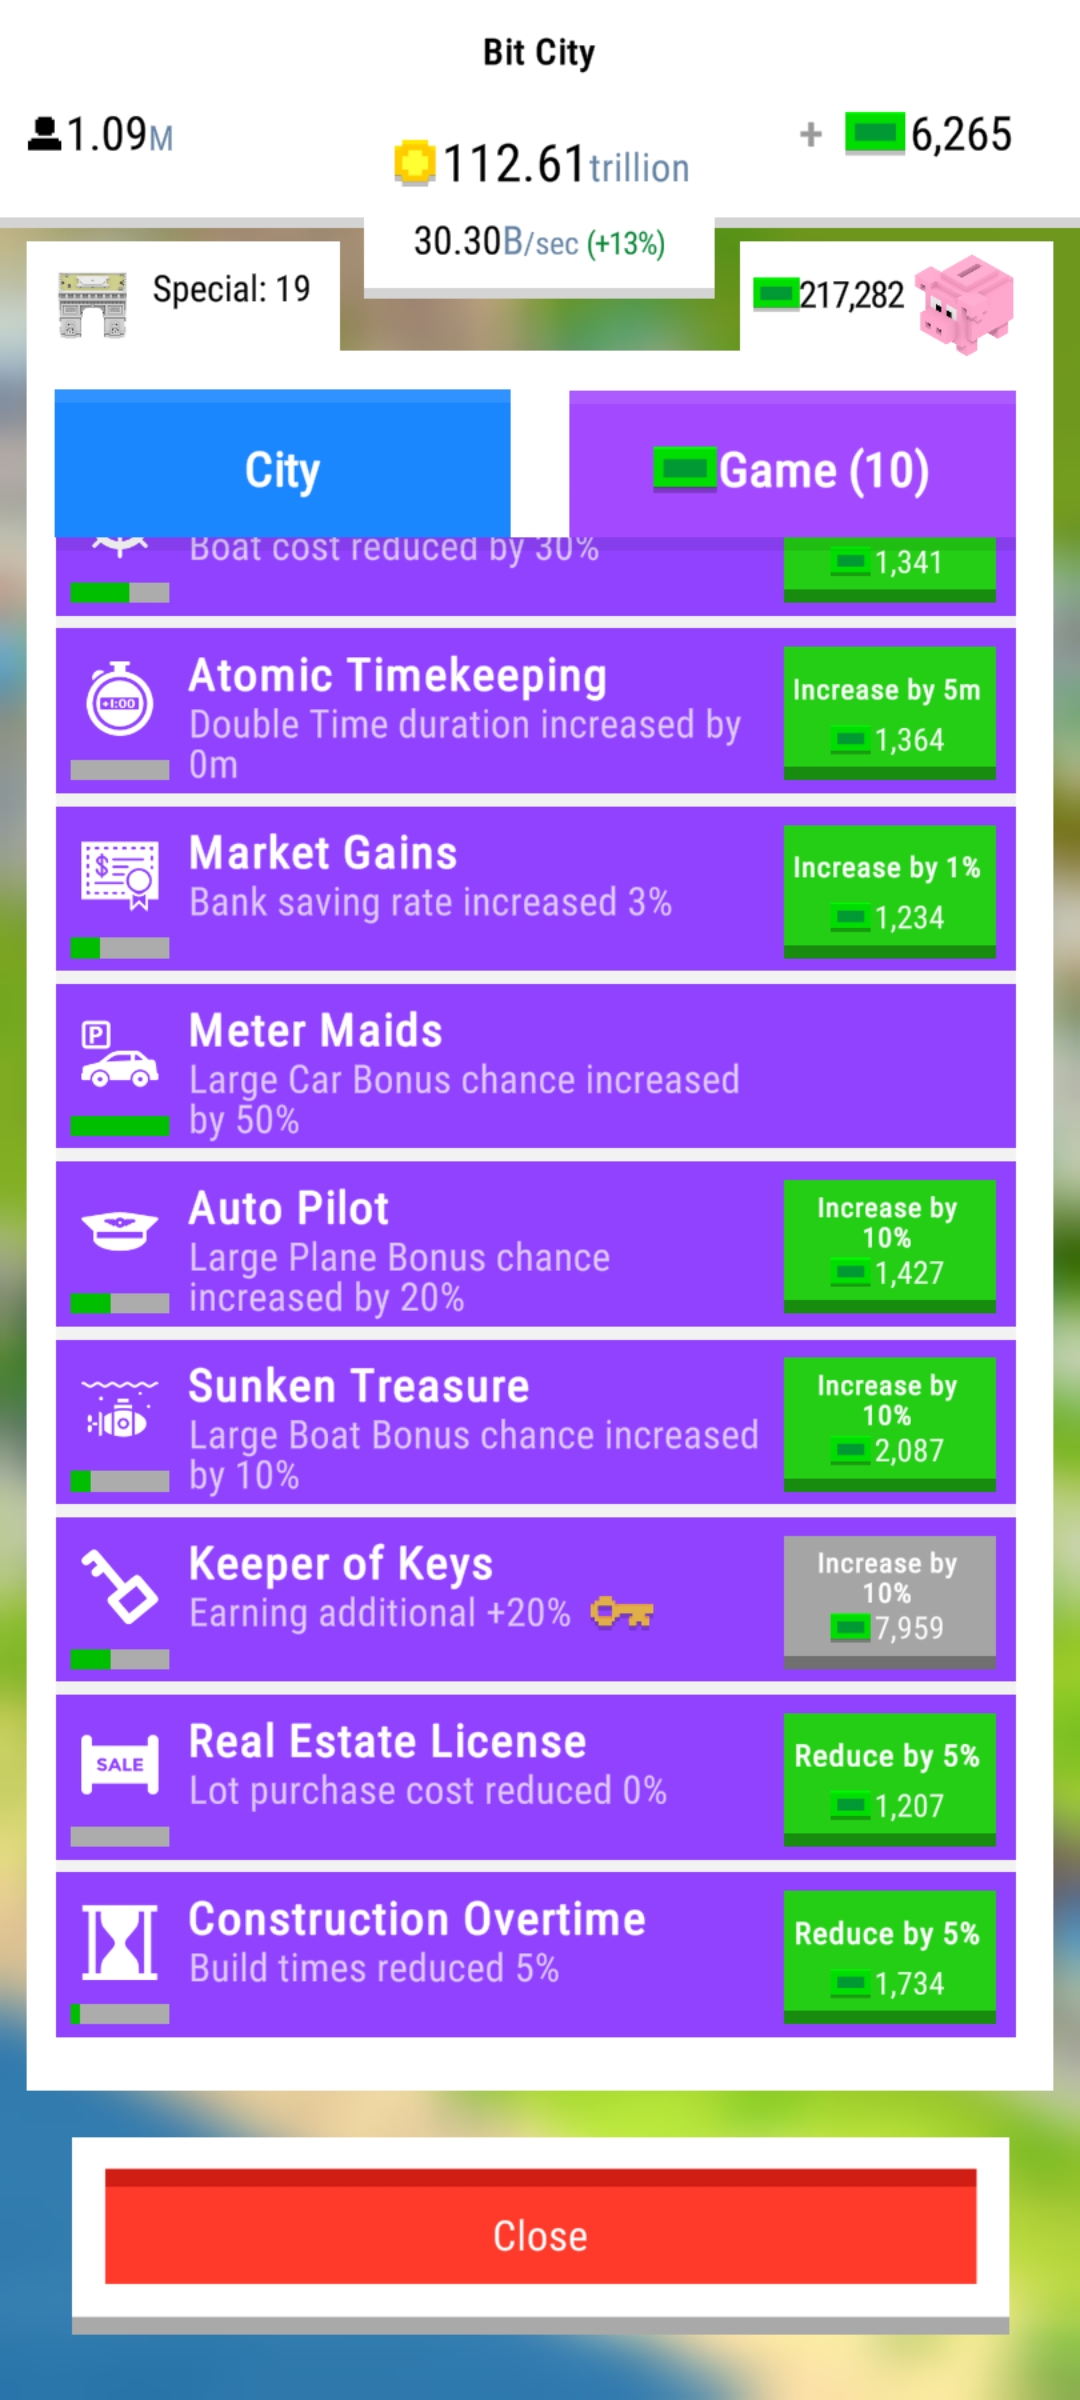 Bit City
1.09M
112.61trillion
+ 6,265
30.30B/sec (+13%)
Special: 19
217,282
City
Game (10)
Boat cost reduced by 30%
1,341
Atomic Timekeeping
Double Time duration increased by
0m
Increase by 5m
1,364
Market Gains
Bank saving rate increased 3%
Increase by 1%
1,234
P
Meter Maids
Large Car Bonus chance increased
by 50%
Auto Pilot
Large Plane Bonus chance
increased by 20%
Increase by
10%
1,427
Sunken Treasure
Large Boat Bonus chance increased
by 10%
Increase by
10%
2,087
Keeper of Keys
Earning additional +20%
Increase by
10%
7,959
SALE
Real Estate License
Lot purchase cost reduced 0%
Reduce by 5%
1,207
Construction Overtime
Build times reduced 5%
Reduce by 5%
1,734
Close